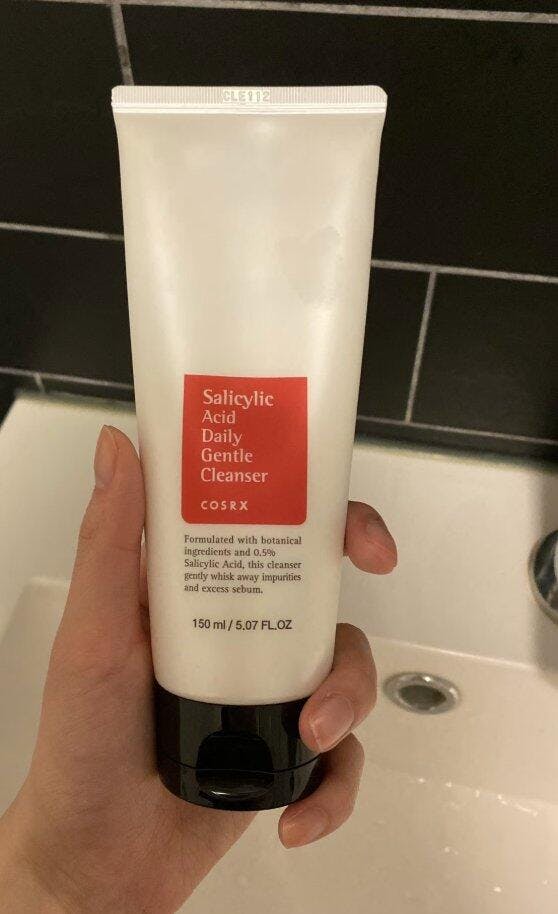 CLE112
Salicylic
Acid
Daily
Gentle
Cleanser
COSRX
Formulated with botanical
ingredients and 0.5%
Salicylic Acid, this cleanser
gently whisk away impurities
and excess sebum.
150 ml / 5.07 FL.OZ